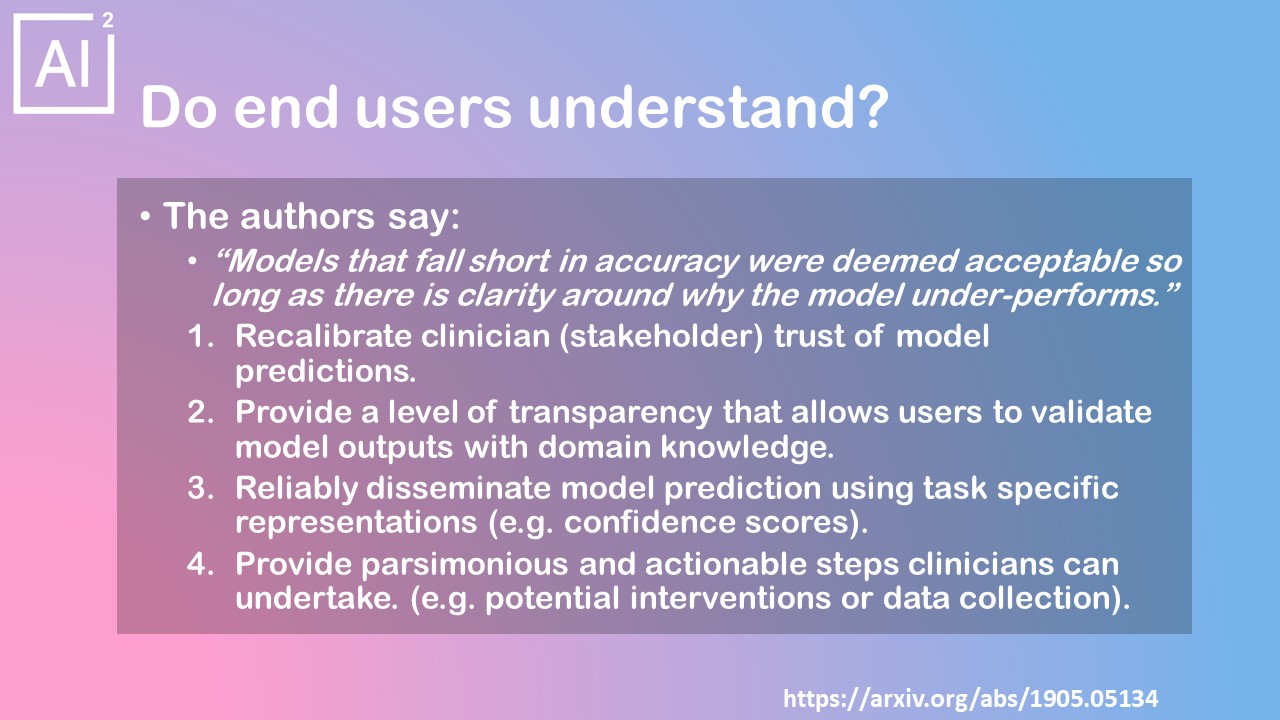 AI 2
Do end users understand?
• The authors say:
• “Models that fall short in accuracy were deemed acceptable so
long as there is clarity around why the model under-performs.”
1. Recalibrate clinician (stakeholder) trust of model
predictions.
2. Provide a level of transparency that allows users to validate
model outputs with domain knowledge.
3. Reliably disseminate model prediction using task specific
representations (e.g. confidence scores).
4. Provide parsimonious and actionable steps clinicians can
undertake. (e.g. potential interventions or data collection).
https://arxiv.org/abs/1905.05134